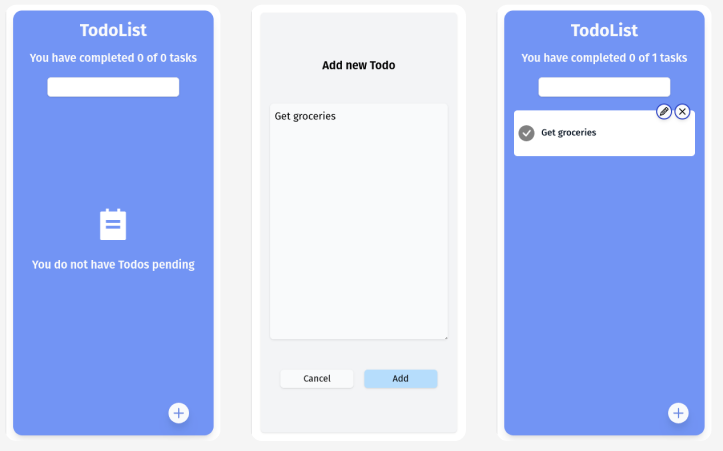 TodoList
You have completed 0 of 0 tasks
You do not have Todos pending
Add new Todo
Get groceries
Cancel
Add
TodoList
You have completed 0 of 1 tasks
Get groceries